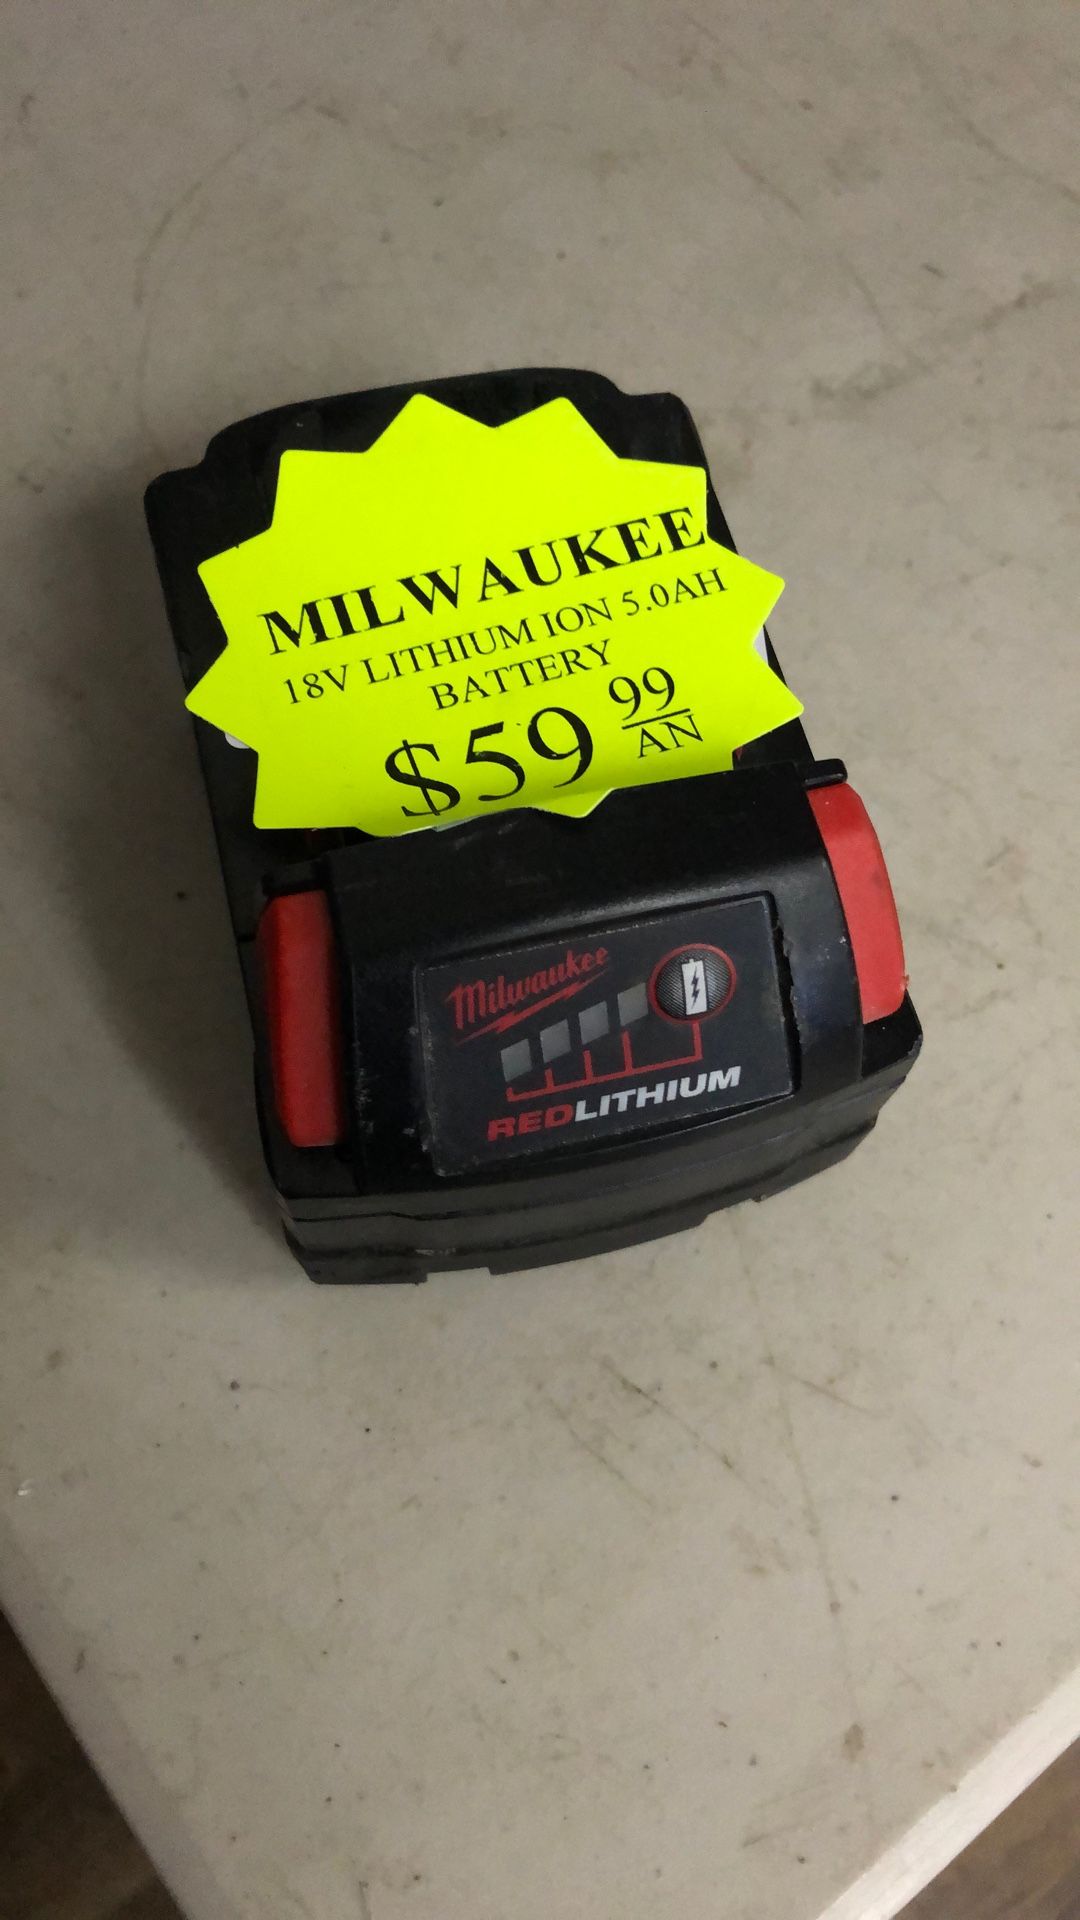 MILWAUKEE
18V LITHIUM ION 5.0AH
BATTERY
$59 99
AN
Milwaukee
REDLITHIUM